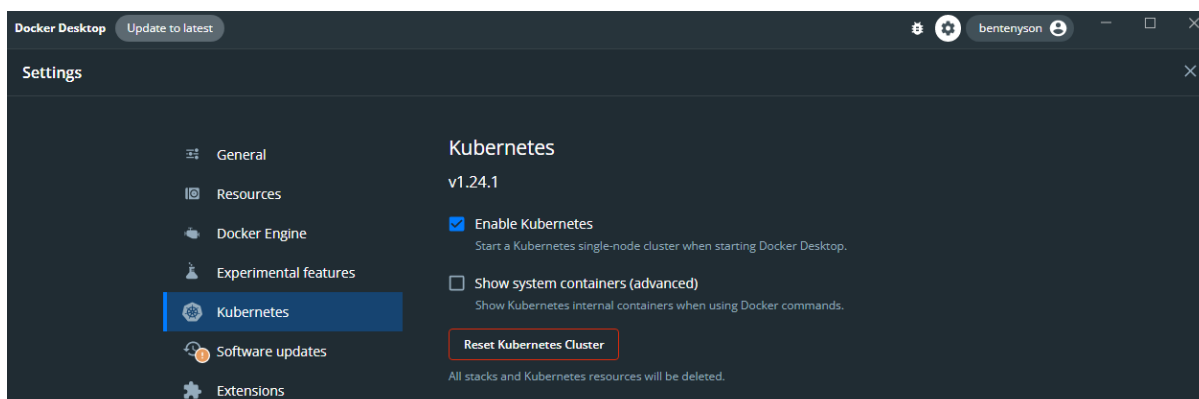 Docker Desktop Update to latest bentenyson
Settings
General
Resources
Docker Engine
Experimental features
Kubernetes
Software updates
Extensions
Kubernetes
v1.24.1
Enable Kubernetes
Start a Kubernetes single-node cluster when starting Docker Desktop.
Show system containers (advanced)
Show Kubernetes internal containers when using Docker commands.
Reset Kubernetes Cluster
All stacks and Kubernetes resources will be deleted.